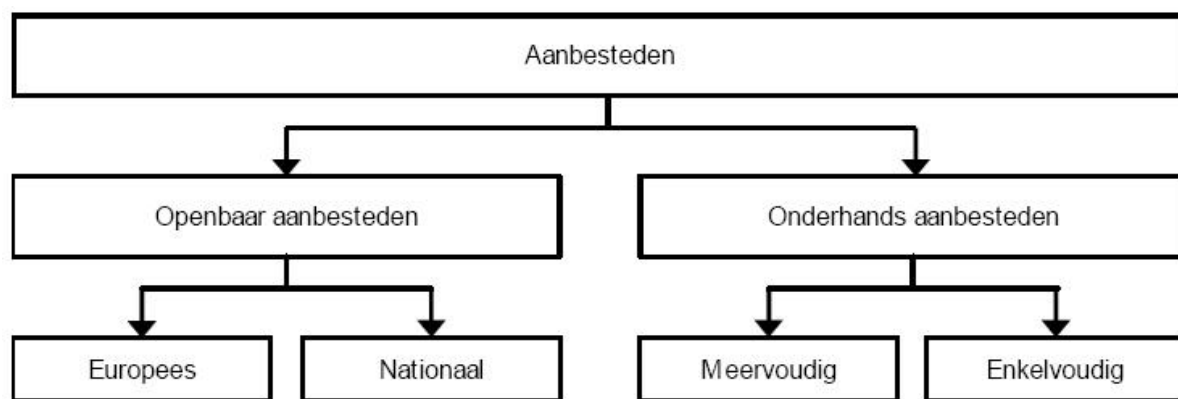 Aanbesteden
Openbaar aanbesteden
Onderhands aanbesteden
Europees
Nationaal
Meervoudig
Enkelvoudig